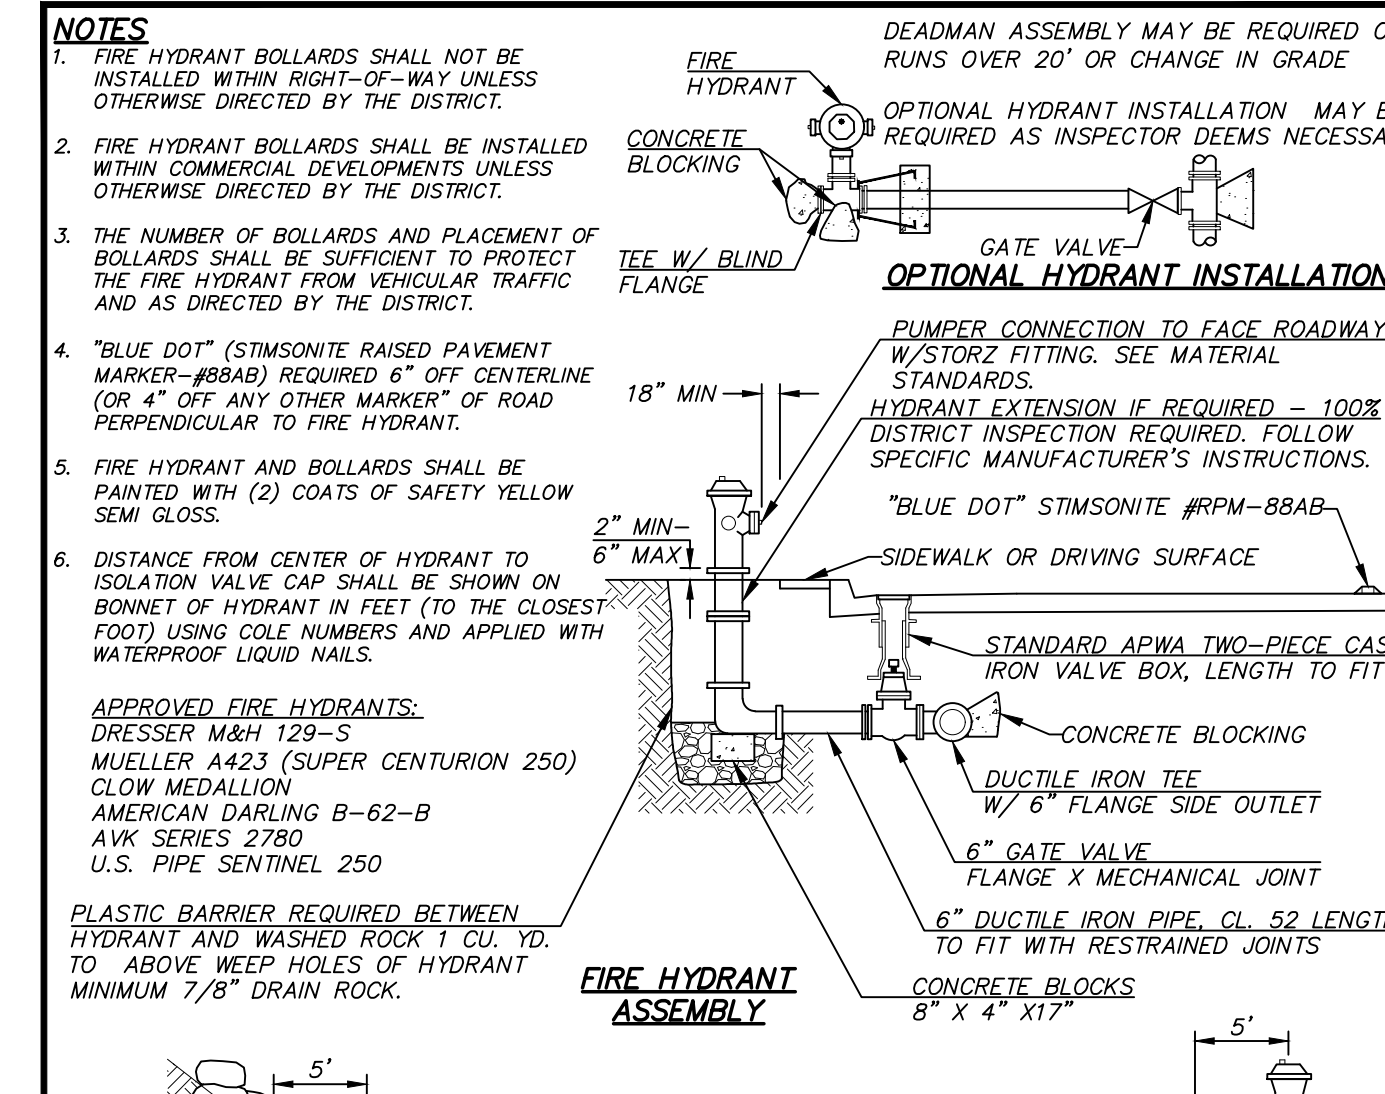 NOTES
1. FIRE HYDRANT BOLLARDS SHALL NOT BE
INSTALLED WITHIN RIGHT-OF-WAY UNLESS
OTHERWISE DIRECTED BY THE DISTRICT.
2. FIRE HYDRANT BOLLARDS SHALL BE INSTALLED
WITHIN COMMERCIAL DEVELOPMENTS UNLESS
OTHERWISE DIRECTED BY THE DISTRICT.
3. THE NUMBER OF BOLLARDS AND PLACEMENT OF
BOLLARDS SHALL BE SUFFICIENT TO PROTECT
THE FIRE HYDRANT FROM VEHICULAR TRAFFIC
AND AS DIRECTED BY THE DISTRICT.
4. "BLUE DOT" (STIMSONITE RAISED PAVEMENT
MARKER-#88AB) REQUIRED 6" OFF CENTERLINE
(OR 4" OFF ANY OTHER MARKER" OF ROAD
PERPENDICULAR TO FIRE HYDRANT.
5. FIRE HYDRANT AND BOLLARDS SHALL BE
PAINTED WITH (2) COATS OF SAFETY YELLOW
SEMI GLOSS.
6. DISTANCE FROM CENTER OF HYDRANT TO
ISOLATION VALVE CAP SHALL BE SHOWN ON
BONNET OF HYDRANT IN FEET (TO THE CLOSEST
FOOT) USING COLE NUMBERS AND APPLIED WITH
WATERPROOF LIQUID NAILS.
APPROVED FIRE HYDRANTS:
DRESSER M&H 129-S
MUELLER A423 (SUPER CENTURION 250)
CLOW MEDALLION
AMERICAN DARLING B-62-B
AVK SERIES 2780
U.S. PIPE SENTINEL 250
PLASTIC BARRIER REQUIRED BETWEEN
HYDRANT AND WASHED ROCK 1 CU. YD.
TO ABOVE WEEP HOLES OF HYDRANT
MINIMUM 7/8" DRAIN ROCK.
DEADMAN ASSEMBLY MAY BE REQUIRED
RUNS OVER 20' OR CHANGE IN GRADE
OPTIONAL HYDRANT INSTALLATION MAY
REQUIRED AS INSPECTOR DEEMS
FIRE
HYDRANT
CONCRETE
BLOCKING
TEE W/ BLIND
FLANGE
GATE VALVE
OPTIONAL HYDRANT INSTALLATION
PUMPER CONNECTION TO FACE ROADWAY
W/STORZ FITTING. SEE MATERIAL
STANDARDS.
18" MIN
HYDRANT EXTENSION IF REQUIRED - 100%
DISTRICT INSPECTION REQUIRED. FOLLOW
SPECIFIC MANUFACTURER'S INSTRUCTIONS.
"BLUE DOT" STIMSONITE #RPM-88AB
2" MIN-
6" MAX
SIDEWALK OR DRIVING SURFACE
STANDARD APWA TWO-PIECE
IRON VALVE BOX, LENGTH TO FIT
CONCRETE BLOCKING
DUCTILE IRON TEE
W/ 6" FLANGE SIDE OUTLET
6" GATE VALVE
FLANGE X MECHANICAL JOINT
6" DUCTILE IRON PIPE, CL. 52
TO FIT WITH RESTRAINED JOINTS
CONCRETE BLOCKS
8" X 4" X17"
FIRE HYDRANT
ASSEMBLY
5'
5'